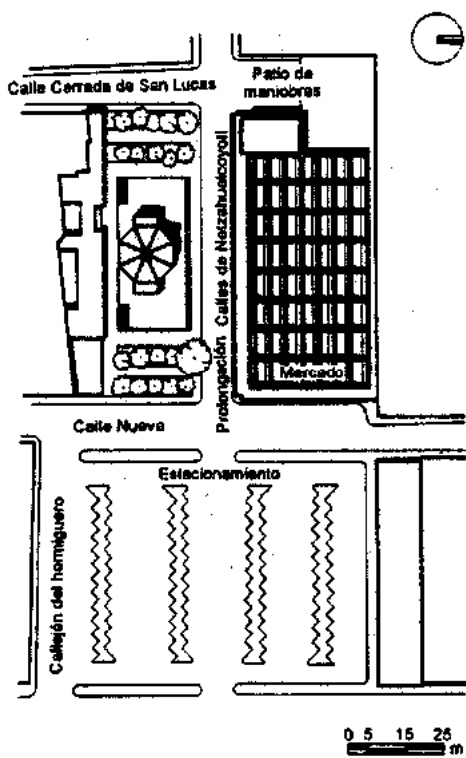 Calle Cerrada de San Lucas
Patio de
maniobras
Prolongación Calles de Netzahualcoyotl
Mercado
Calle Nueva
Estacionamiento
Callejón del hormiguero
0 5 15 25
m